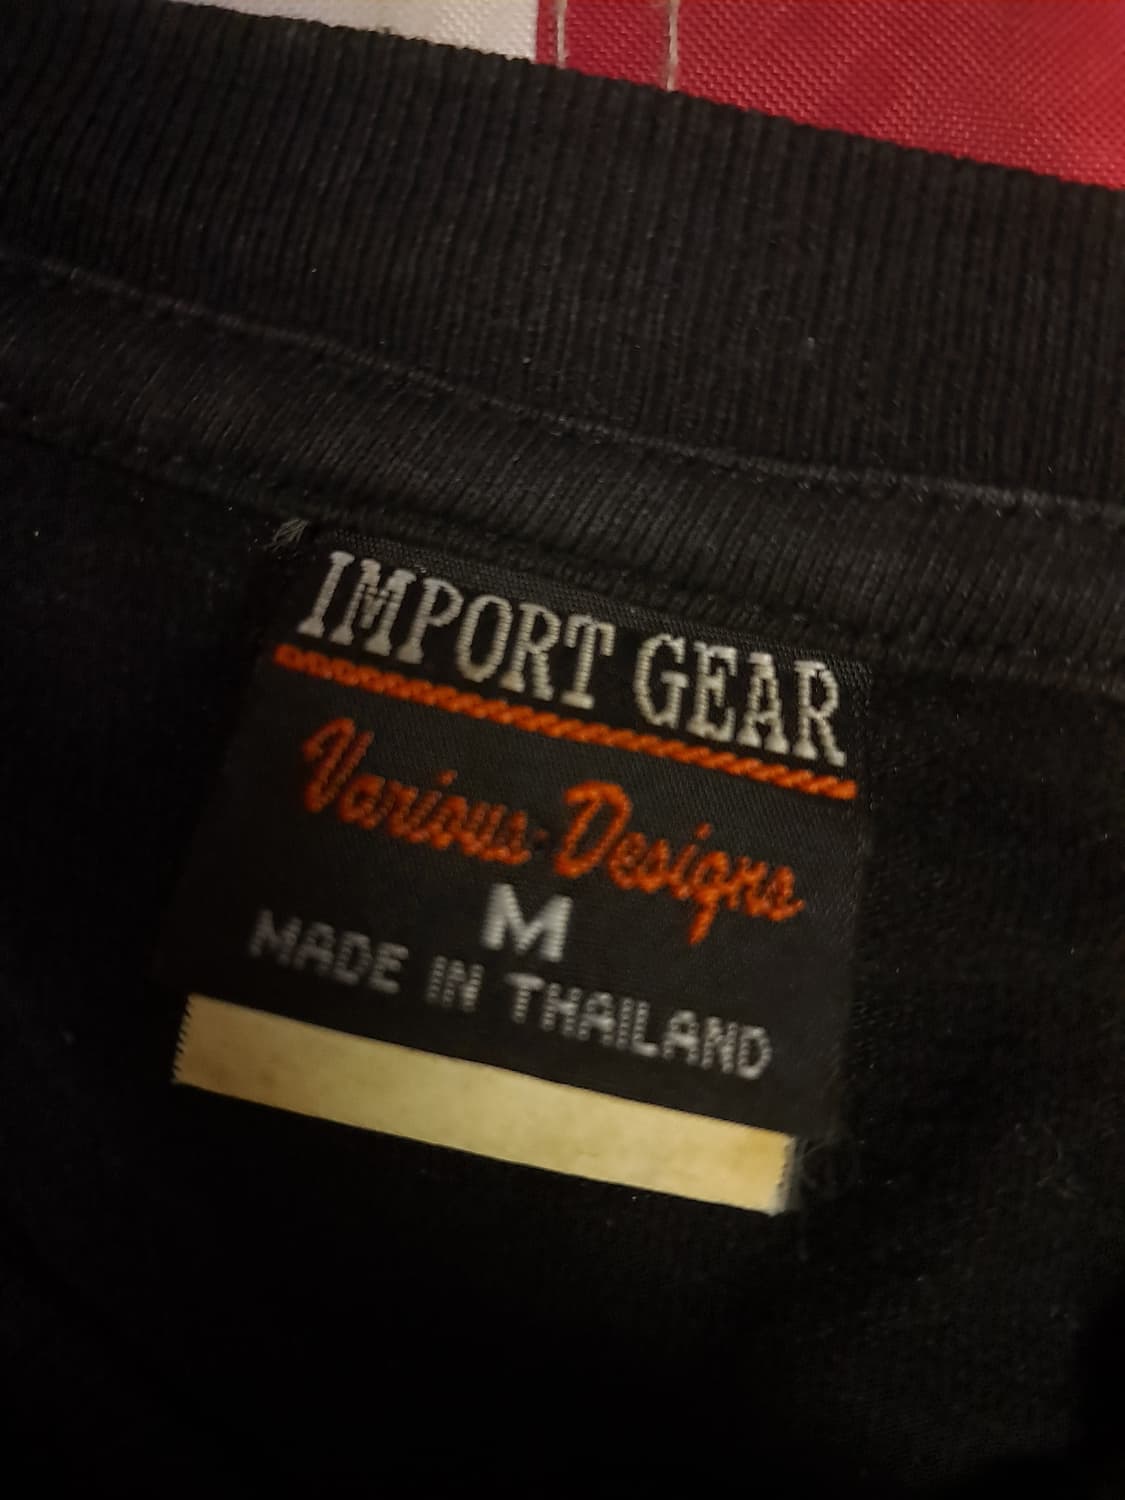 IMPORT GEAR
Various Designs
M
MADE IN THAILAND